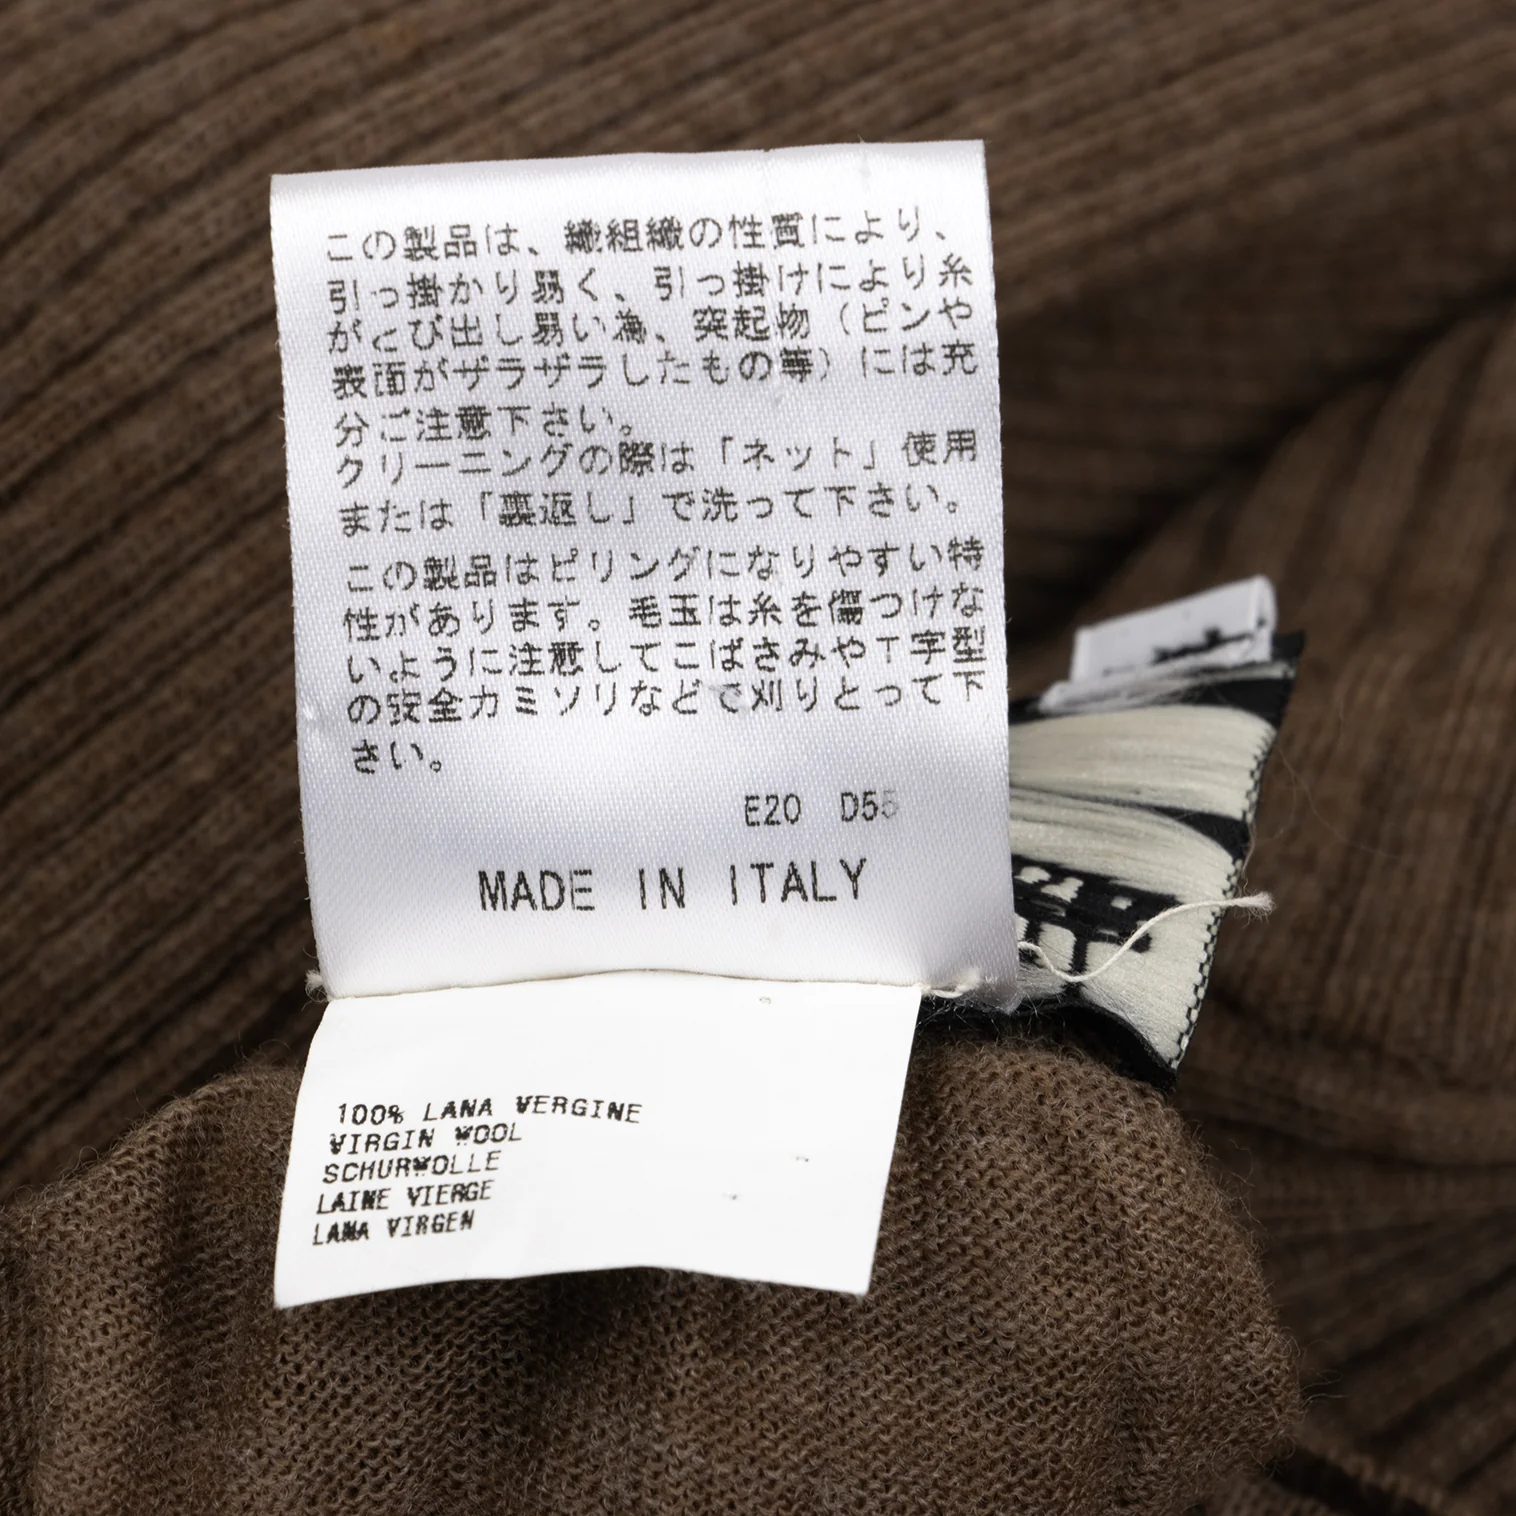 この製品は、繊組織の性質により、
引っ掛かり易く、引っ掛けにより糸
がとび出し易い為、突起物（ピンや
表面がザラザラしたもの等）には充
分ご注意下さい。
クリーニングの際は「ネット」使用
または「裏返し」で洗って下さい。
この製品はピリングになりやすい特
性があります。毛玉は糸を傷つけな
いように注意してこばさみやT字型
の安全カミソリなどで刈りとって下
さい。
E20 D55
MADE IN ITALY
100% LANA VERGINE
VIRGIN WOOL
SCHURWOLLE
LAINE VIERGE
LANA VIRGEN